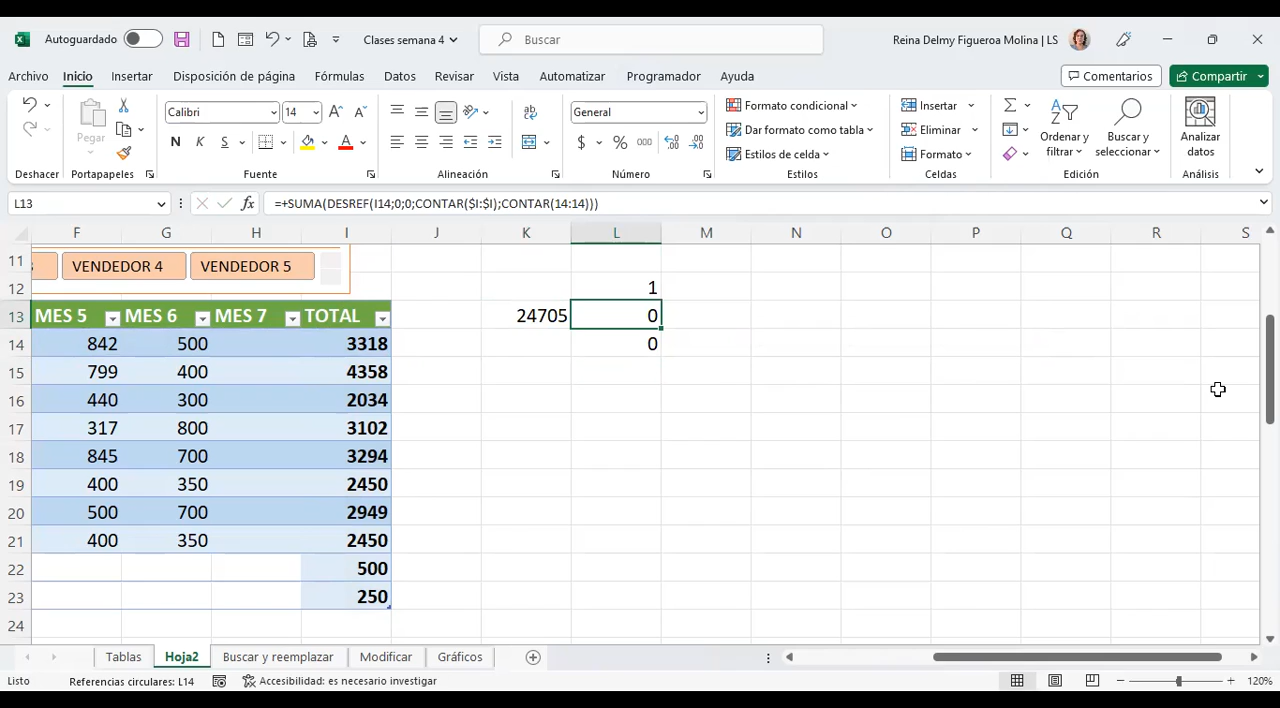 Autoguardado
Clases semana 4
Buscar
Reina Delmy Figueroa Molina | LS
Archivo Inicio Insertar Disposición de página Fórmulas Datos Revisar Vista Automatizar Programador Ayuda
Comentarios
Compartir
Pegar
Calibri 14
N K S
General
$ % 000
Formato condicional
Dar formato como tabla
Estilos de celda
Insertar
Eliminar
Formato
Ordenar y filtrar
Buscar y seleccionar
Analizar datos
Deshacer Portapapeles Fuente Alineación Número Estilos Celdas Edición Análisis
L13 fx =+SUMA(DESREF(I14;0;0;CONTAR($I:$I);CONTAR(14:14)))
F G H I J K L M N O P Q R S
11 VENDEDOR 4 VENDEDOR 5
12 1
13 MES 5 MES 6 MES 7 TOTAL 24705 0
14 842 500 3318 0
15 799 400 4358
16 440 300 2034
17 317 800 3102
18 845 700 3294
19 400 350 2450
20 500 700 2949
21 400 350 2450
22 500
23 250
24
Tablas Hoja2 Buscar y reemplazar Modificar Gráficos
Listo Referencias circulares: L14 Accesibilidad: es necesario investigar 120%